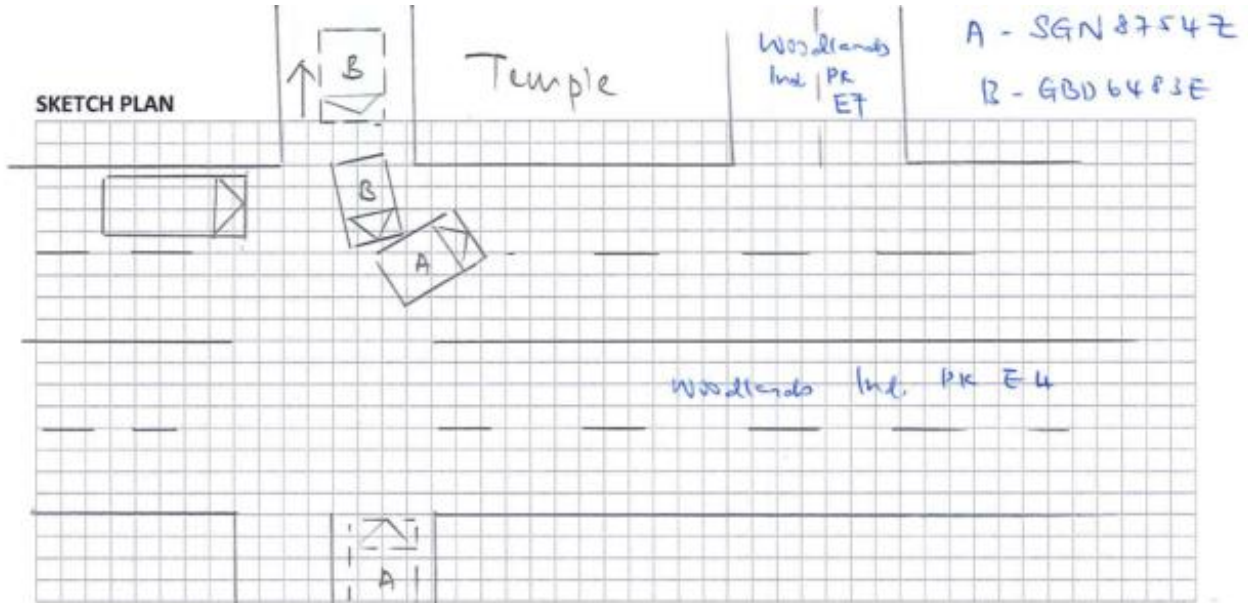 A - SGN 8754Z
B - GBD 6483E
B
Temple
Woodlands
Ind PK
E7
SKETCH PLAN
B
A
Woodlands Ind. PK E4
A